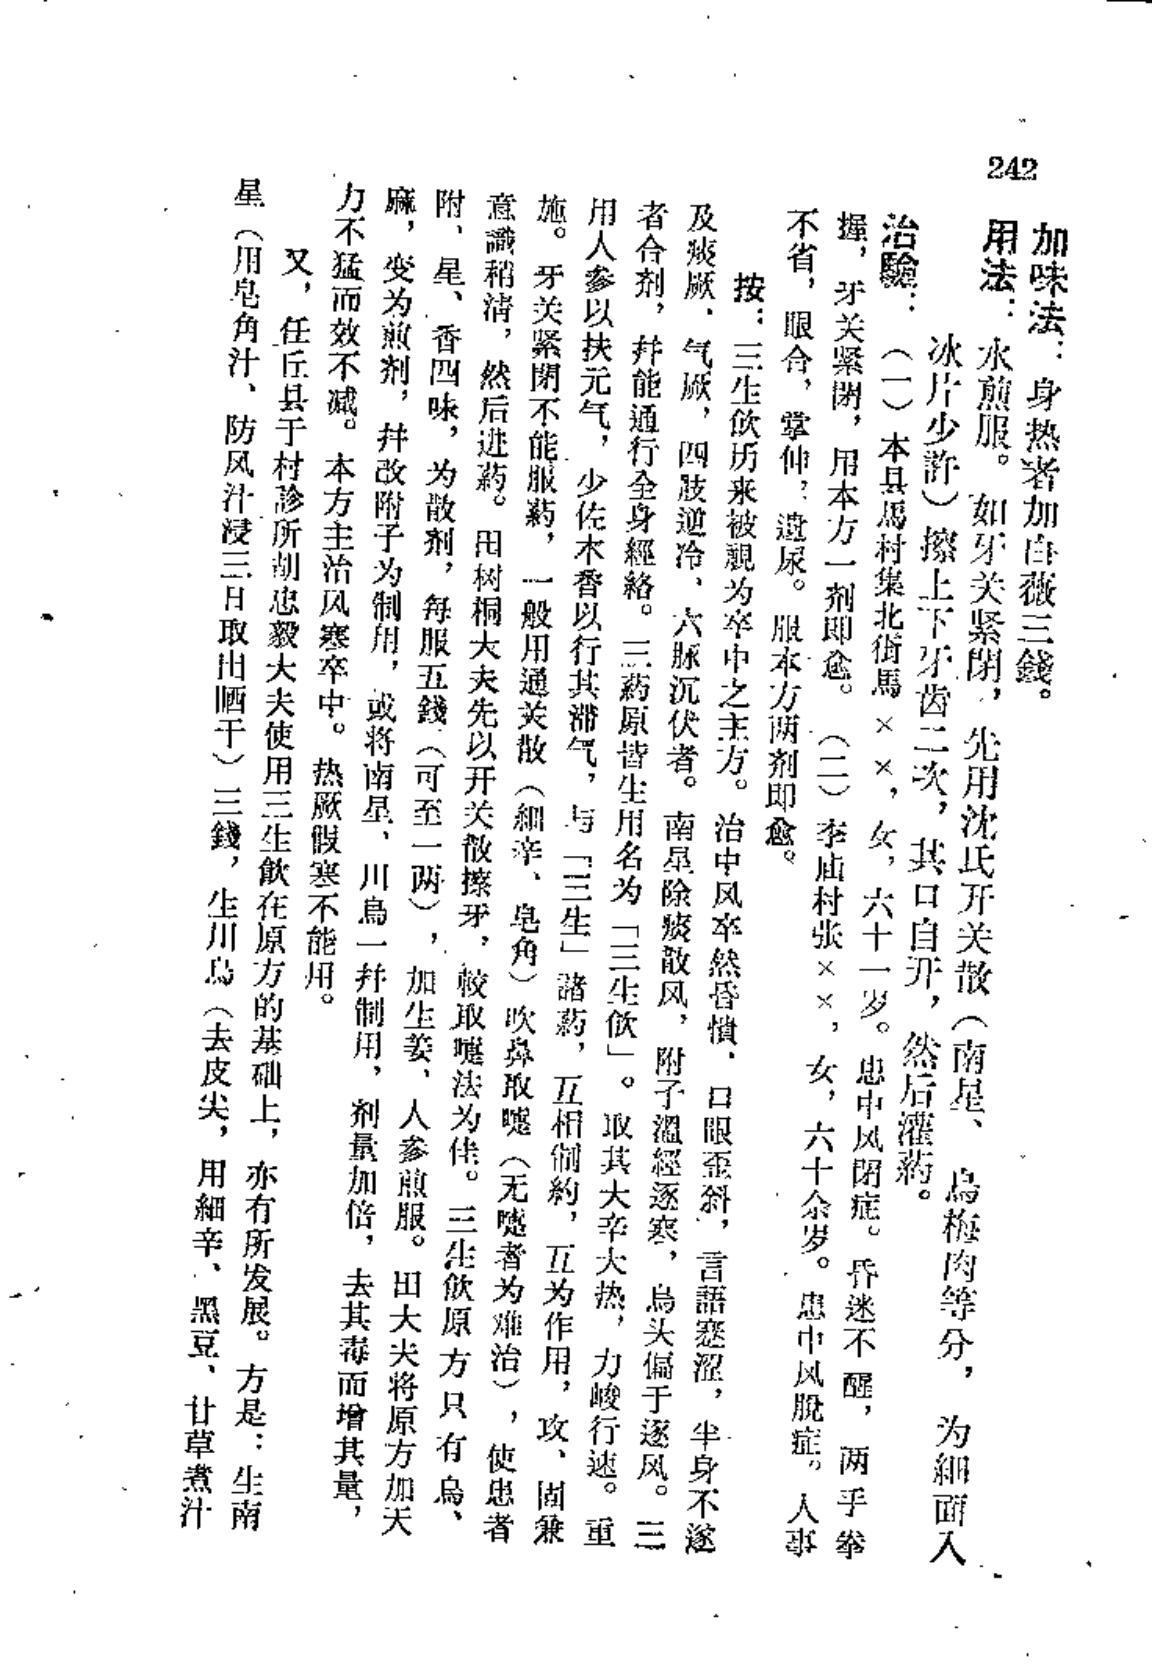 242
加味法：身热者加白薇三錢。
用法：水煎服。如牙关紧閉，先用沈氏开关散（南星、烏梅肉等分，为細面入
冰片少許）擦上下牙齿二次，其口自开，然后灌葯。
治驗：（一）本县馬村集北街馬××，女，六十一岁。患中风閉症。昏迷不醒，两手拳
握，牙关紧閉，用本方一剂即愈。（二）李庙村张××，女，六十余岁。患中风脫症。人事
不省，眼合，掌伸，遺尿。服本方两剂即愈。
按：三生飲历来被視为卒中之主方。治中风卒然昏憒、口眼歪斜，言語蹇涩，半身不遂
及痰厥、气厥，四肢逆冷、六脉沉伏者。南星除痰散风，附子溫經逐寒，烏头偏于逐风。三
者合剂，幷能通行全身經絡。三葯原皆生用名为「三生飲」。取其大辛大热，力峻行速。重
用人参以扶元气，少佐木香以行其滞气，与「三生」諸葯，互相制約，互为作用，攻、固兼
施。牙关紧閉不能服葯，一般用通关散（細辛、皂角）吹鼻取嚏（无嚏者为难治），使患者
意識稍清，然后进葯。田树桐大夫先以开关散擦牙，較取嚏法为佳。三生飲原方只有烏、
附、星、香四味，为散剂，每服五錢（可至一两），加生姜、人参煎服。田大夫将原方加天
麻，变为煎剂，幷改附子为制用，或将南星、川烏一幷制用，剂量加倍，去其毒而增其量，
力不猛而效不减。本方主治风寒卒中。热厥假寒不能用。
又，任丘县于村診所胡忠毅大夫使用三生飲在原方的基础上，亦有所发展。方是：生南
星（用皂角汁、防风汁浸三日取出晒干）三錢，生川烏（去皮尖，用細辛、黑豆、甘草煮汁